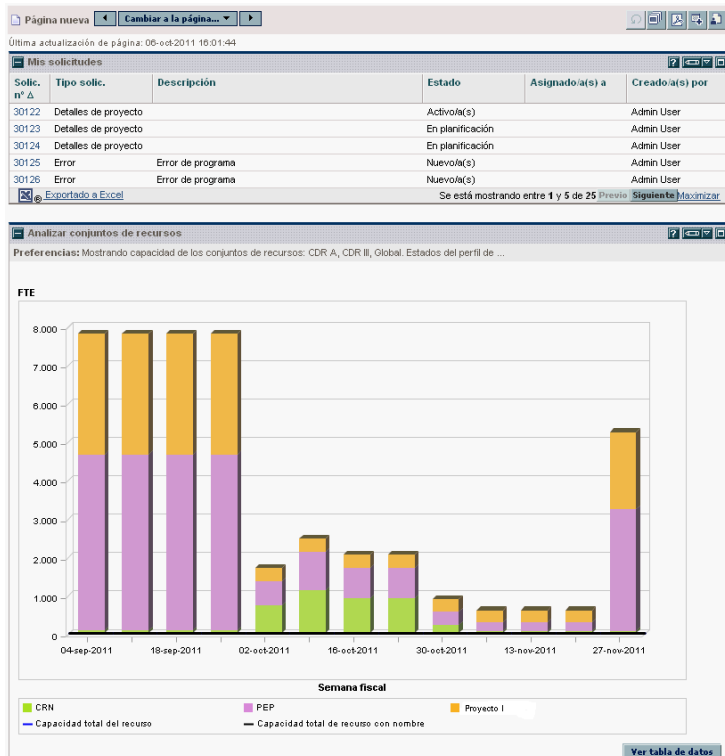 Página nueva Cambiar a la página...
Última actualización de página: 06-oct-2011 16:01:44
Mis solicitudes ?
Solic. nº Tipo solic. Descripción Estado Asignado/a(s) a Creado/a(s) por
30122 Detalles de proyecto Activo/a(s) Admin User
30123 Detalles de proyecto En planificación Admin User
30124 Detalles de proyecto En planificación Admin User
30125 Error Error de programa Nuevo/a(s) Admin User
30126 Error Error de programa Nuevo/a(s) Admin User
® Exportado a Excel Se está mostrando entre 1 y 5 de 25 Previo Siguiente Maximizar
Analizar conjuntos de recursos ?
Preferencias: Mostrando capacidad de los conjuntos de recursos: CDR A, CDR III, Global. Estados del perfil de ...
FTE
8.000
7.000
6.000
5.000
4.000
3.000
2.000
1.000
0
04-sep-2011 18-sep-2011 02-oct-2011 16-oct-2011 30-oct-2011 13-nov-2011 27-nov-2011
Semana fiscal
CRN PEP Proyecto I
Capacidad total del recurso Capacidad total de recurso con nombre
Ver tabla de datos